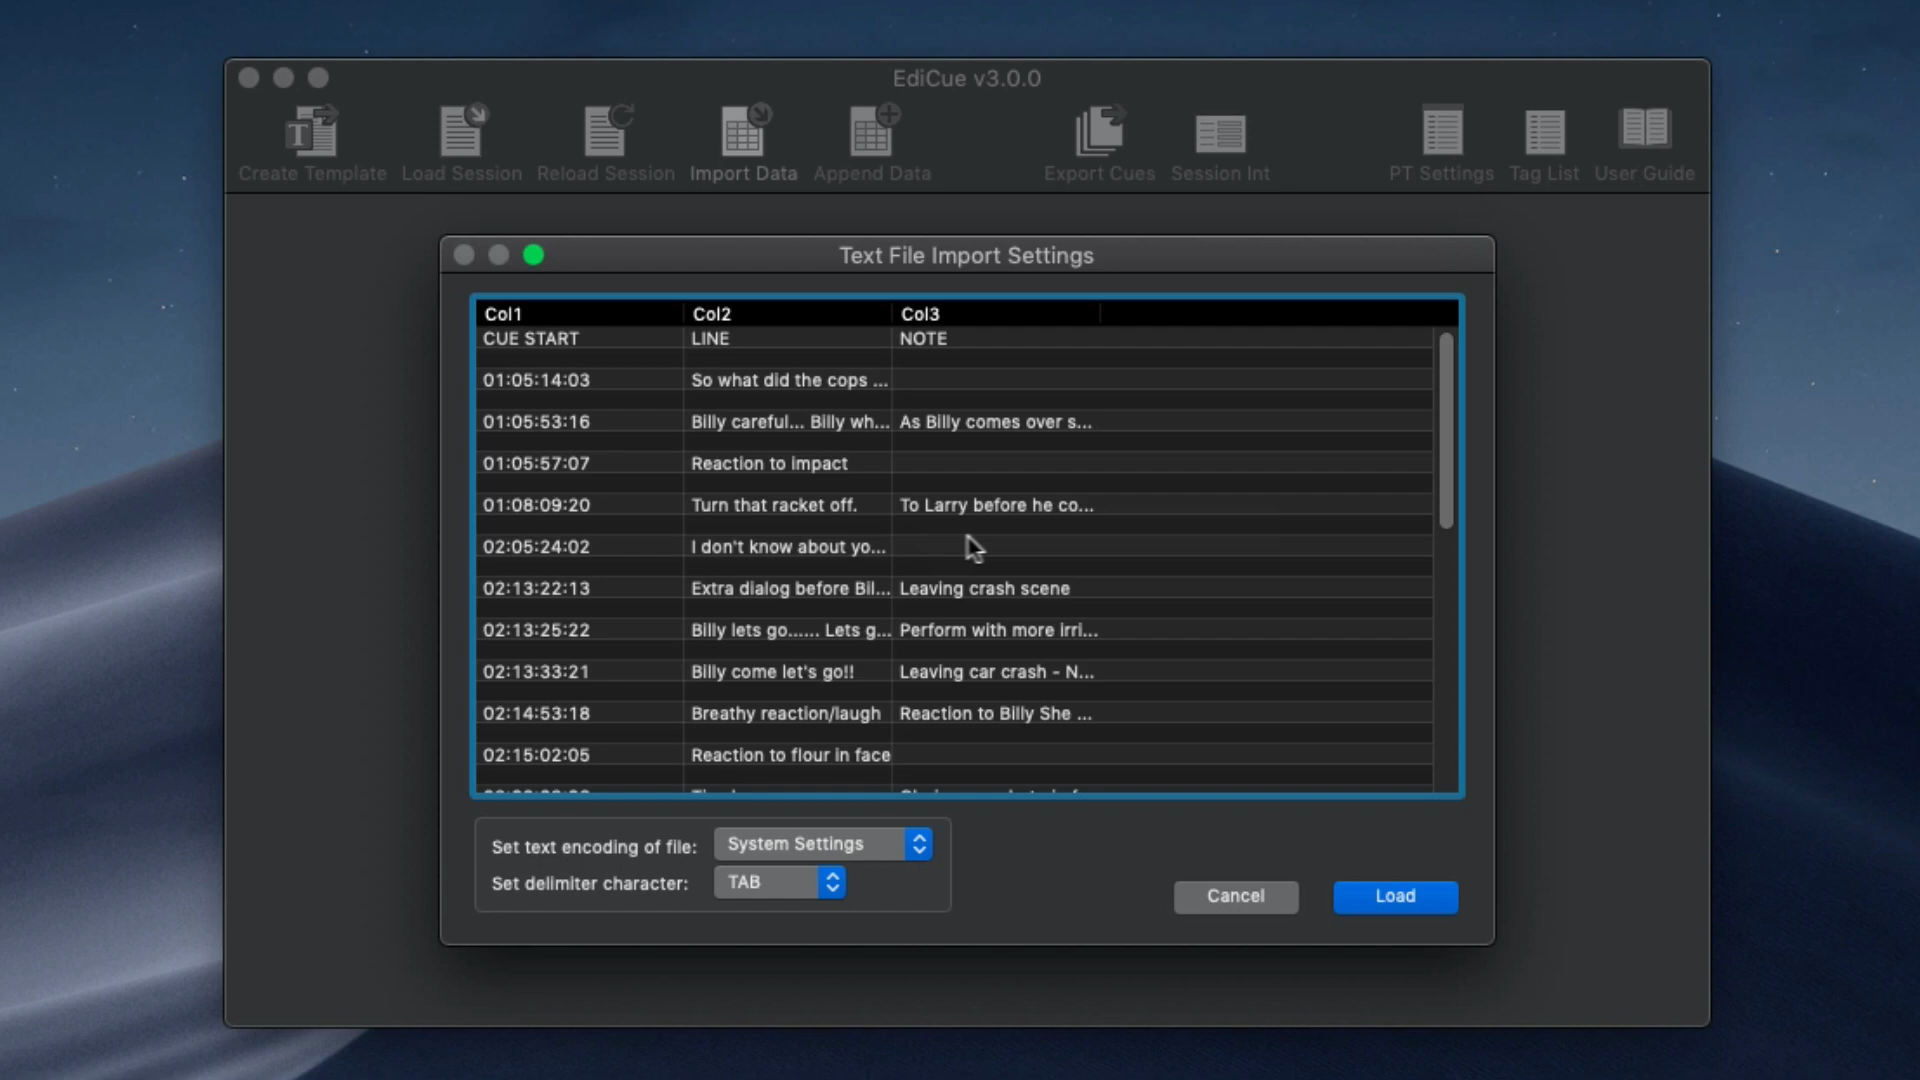 EdiCue v3.0.0
Create Template Load Session Reload Session Import Data Append Data Export Cues Session Int PT Settings Tag List User Guide
Text File Import Settings
Col1 Col2 Col3
CUE START LINE NOTE
01:05:14:03 So what did the cops ...
01:05:53:16 Billy careful... Billy wh... As Billy comes over s...
01:05:57:07 Reaction to impact
01:08:09:20 Turn that racket off. To Larry before he co...
02:05:24:02 I don't know about yo...
02:13:22:13 Extra dialog before Bil... Leaving crash scene
02:13:25:22 Billy lets go...... Lets g... Perform with more irri...
02:13:33:21 Billy come let's go!! Leaving car crash - N...
02:14:53:18 Breathy reaction/laugh Reaction to Billy She ...
02:15:02:05 Reaction to flour in face
Set text encoding of file: System Settings
Set delimiter character: TAB
Cancel Load